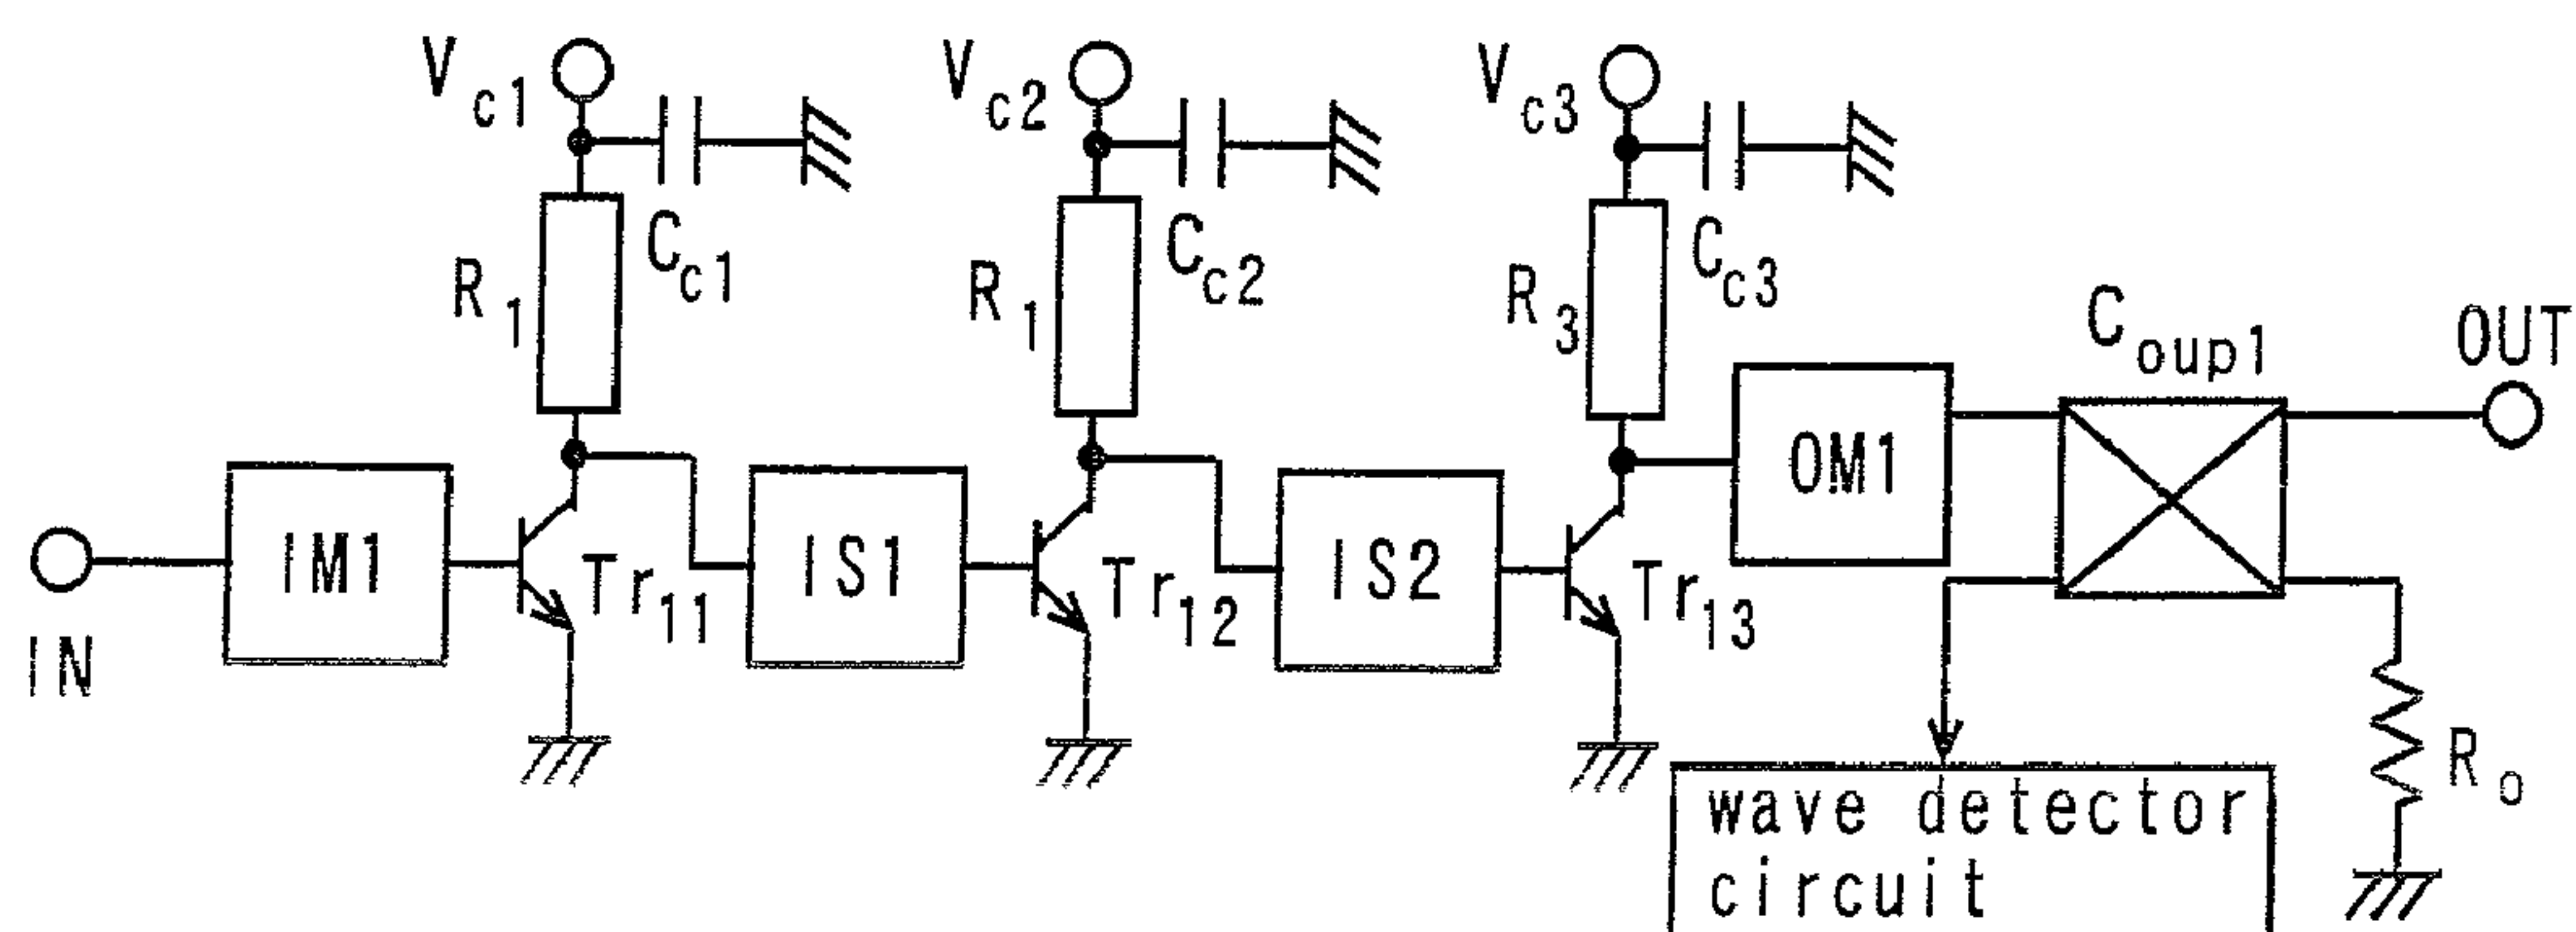 Vc1
Vc2
Vc3
Cc1
Cc2
Cc3
R1
R1
R3
Coup1
OUT
IN
IM1
Tr11
IS1
Tr12
IS2
Tr13
OM1
Ro
wave detector
circuit